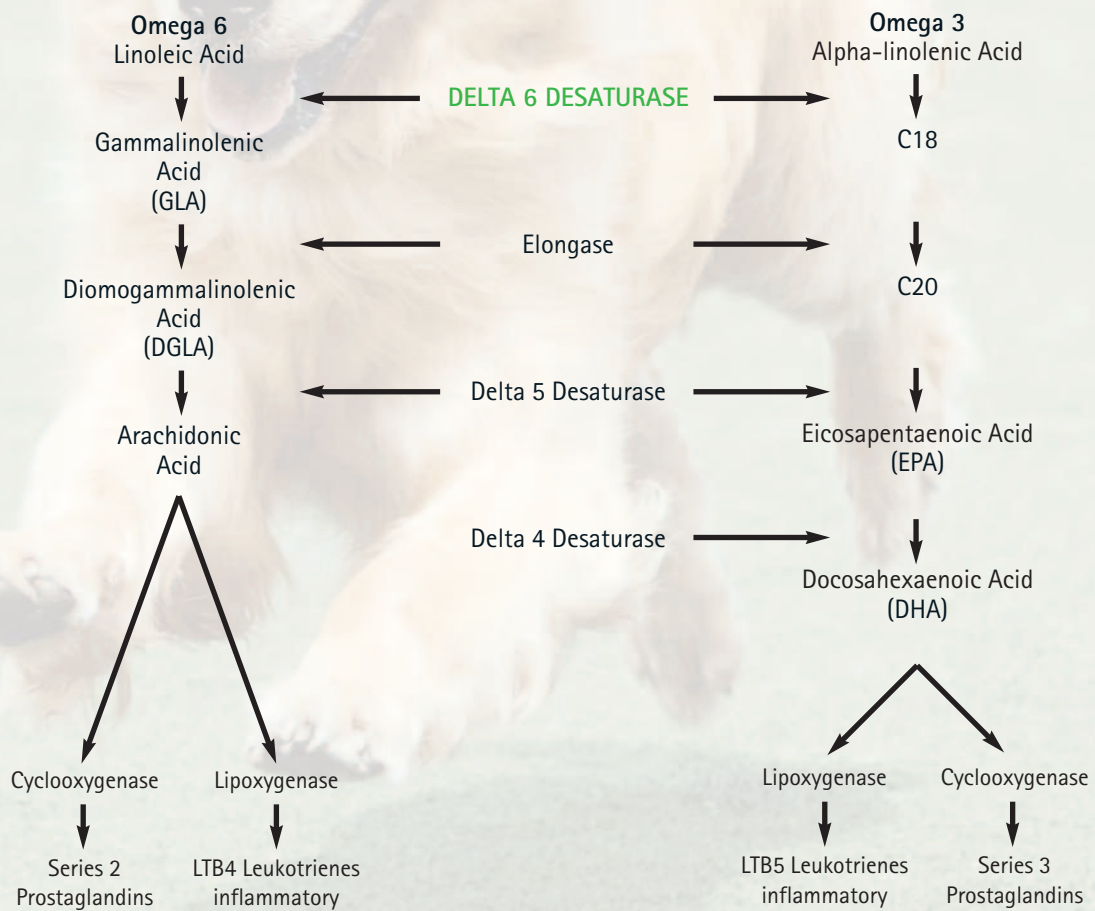 Omega 6
Linoleic Acid
Omega 3
Alpha-linolenic Acid
DELTA 6 DESATURASE
Gammalinolenic
Acid
(GLA)
C18
Elongase
Diomogammalinolenic
Acid
(DGLA)
C20
Delta 5 Desaturase
Arachidonic
Acid
Eicosapentaenoic Acid
(EPA)
Delta 4 Desaturase
Docosahexaenoic Acid
(DHA)
Cyclooxygenase
Lipoxygenase
Lipoxygenase
Cyclooxygenase
Series 2
Prostaglandins
LTB4 Leukotrienes
inflammatory
LTB5 Leukotrienes
inflammatory
Series 3
Prostaglandins